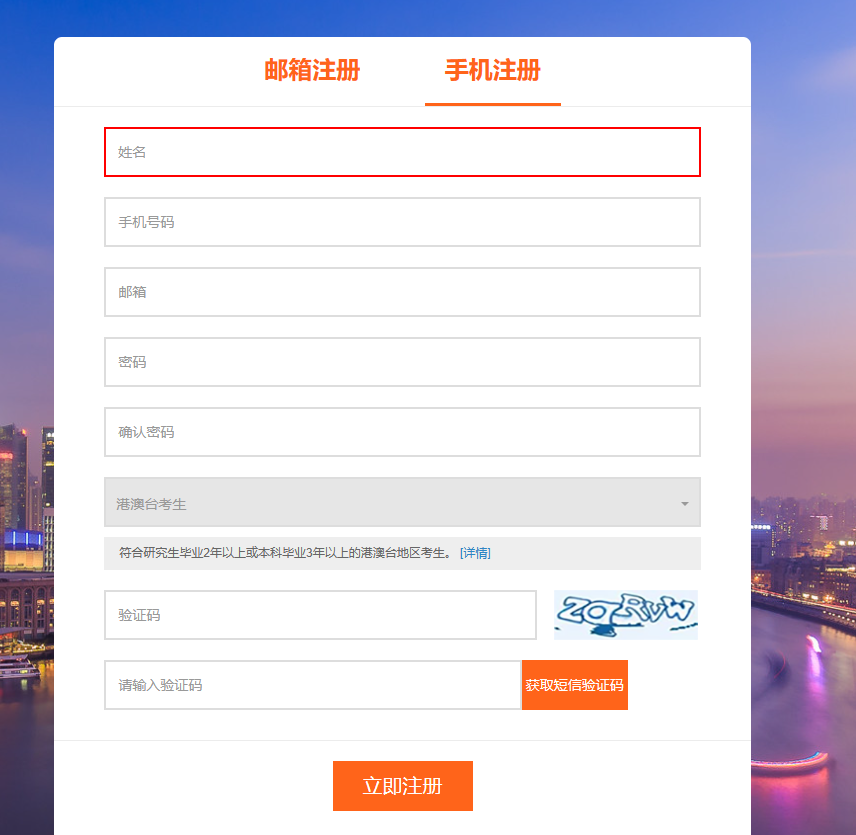 邮箱注册 手机注册
姓名
手机号码
邮箱
密码
确认密码
港澳台考生
符合研究生毕业2年以上或本科毕业3年以上的港澳台地区考生。 [详情]
验证码 ZQRVW
请输入验证码 获取短信验证码
立即注册